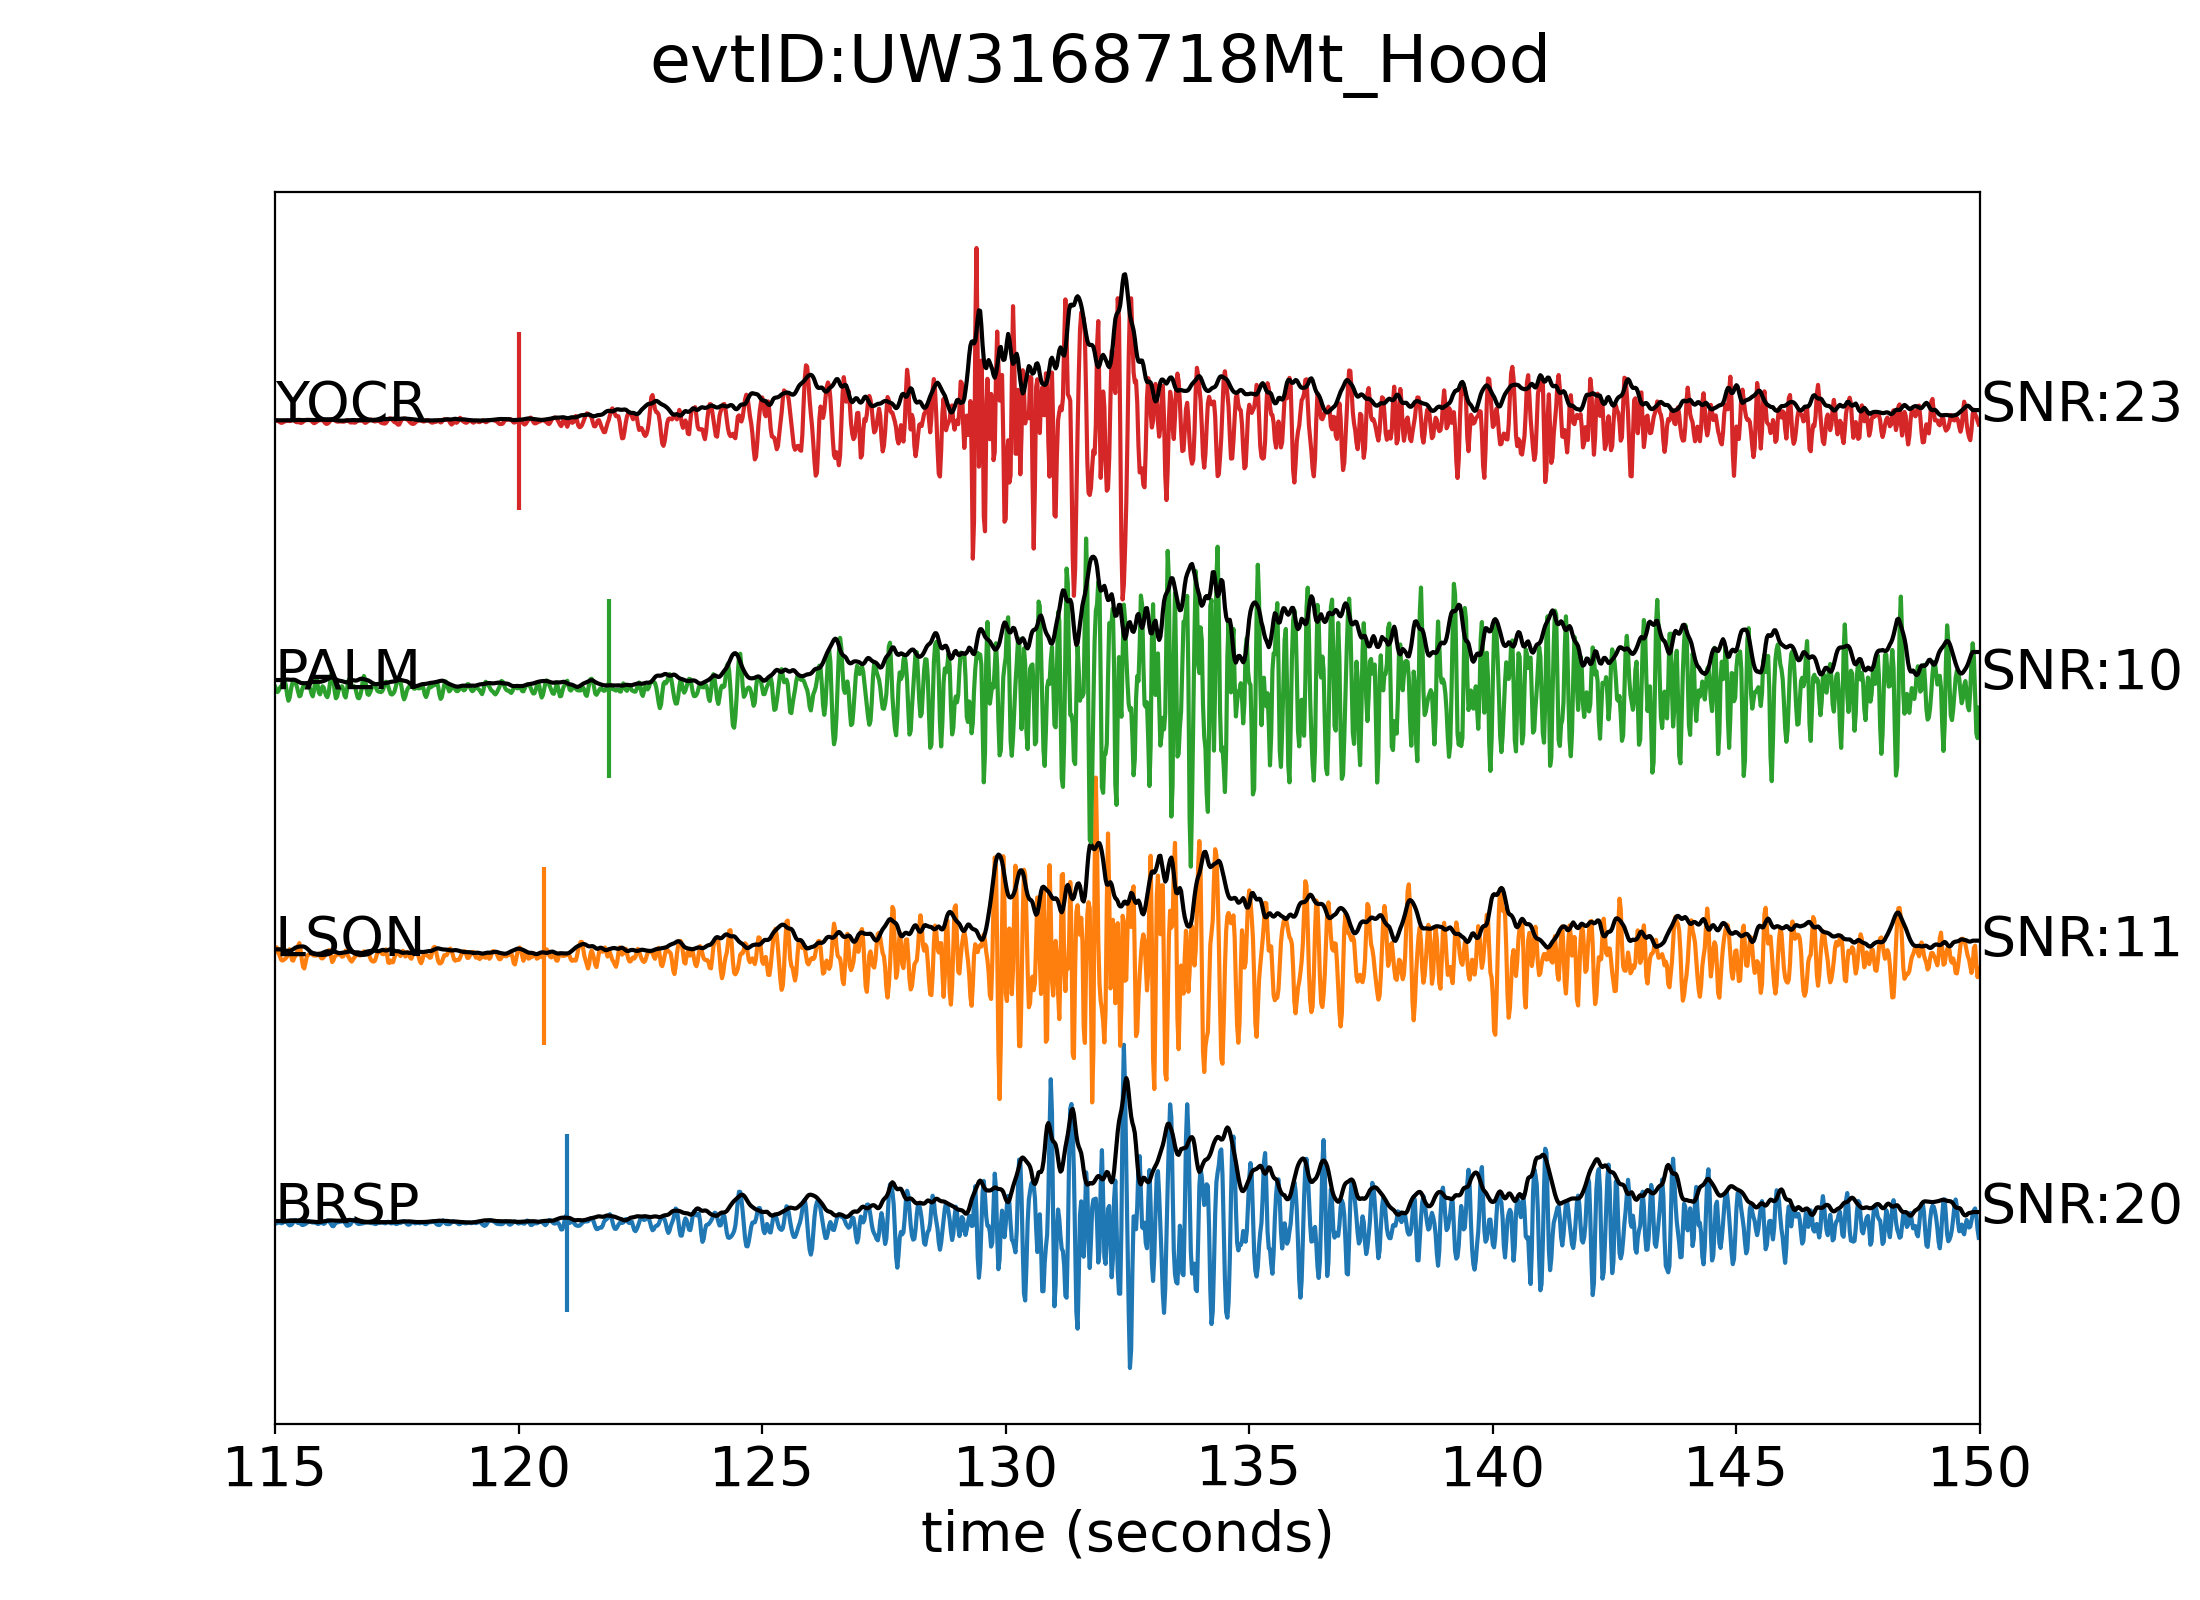 evtID:UW3168718Mt_Hood
YOCR SNR:23
PALM SNR:10
LSON SNR:11
BRSP SNR:20
115 120 125 130 135 140 145 150
time (seconds)